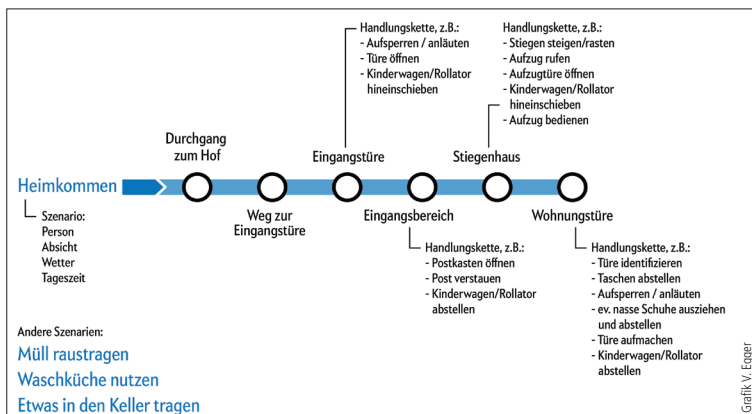 Handlungskette, z.B.:
- Aufsperren / anläuten
- Türe öffnen
- Kinderwagen/Rollator
hineinschieben
Handlungskette, z.B.:
- Stiegen steigen/rasten
- Aufzug rufen
- Aufzugtüre öffnen
- Kinderwagen/Rollator
hineinschieben
- Aufzug bedienen
Durchgang
zum Hof
Eingangstüre
Stiegenhaus
Heimkommen
Weg zur
Eingangstüre
Eingangsbereich
Wohnungstüre
Szenario:
Person
Absicht
Wetter
Tageszeit
Handlungskette, z.B.:
- Postkasten öffnen
- Post verstauen
- Kinderwagen/Rollator
abstellen
Handlungskette, z.B.:
- Türe identifizieren
- Taschen abstellen
- Aufsperren / anläuten
- ev. nasse Schuhe ausziehen
und abstellen
- Türe aufmachen
- Kinderwagen/Rollator
abstellen
Andere Szenarien:
Müll raustragen
Waschküche nutzen
Etwas in den Keller tragen
Grafik V. Egger